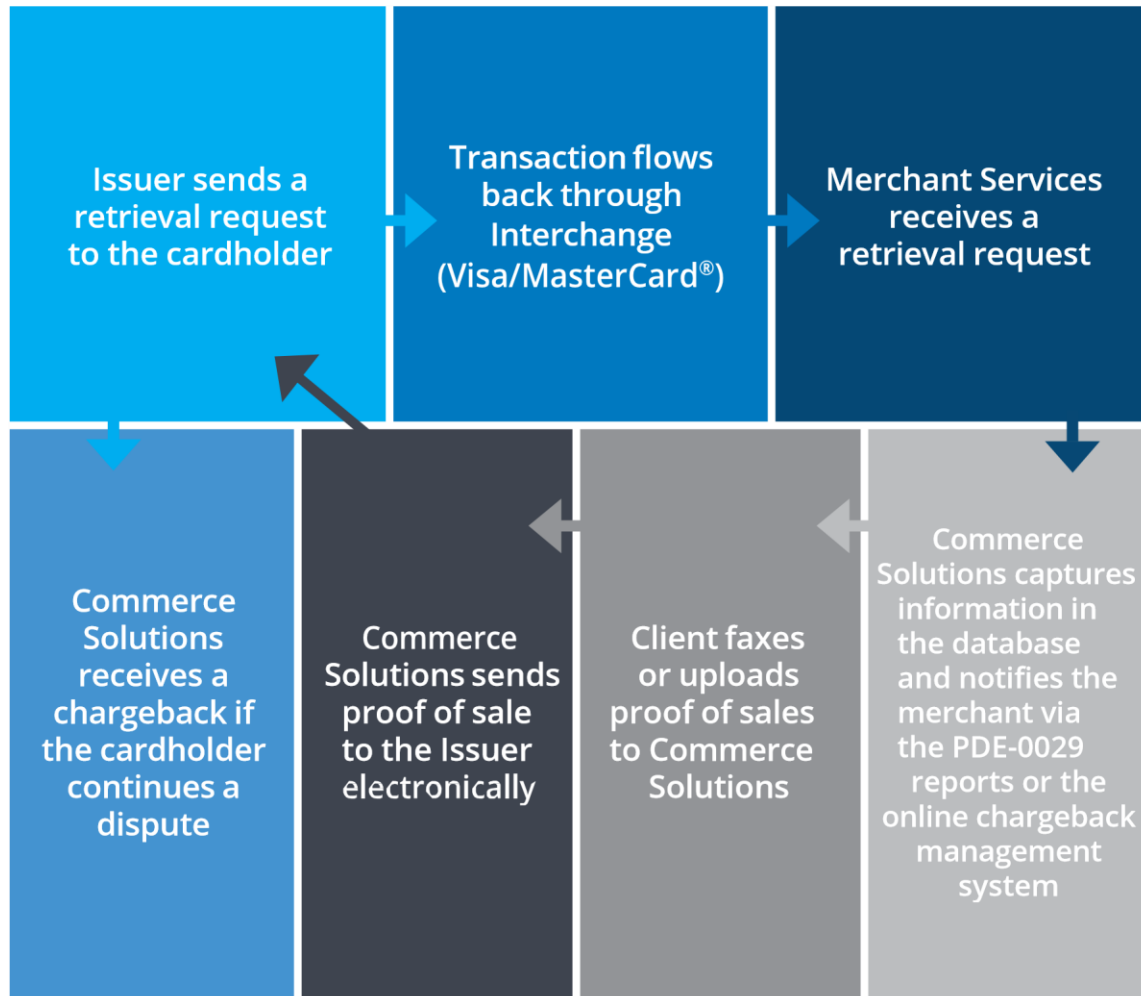 Issuer sends a
retrieval request
to the cardholder
Transaction flows
back through
Interchange
(Visa/MasterCard®)
Merchant Services
receives a
retrieval request
Commerce
Solutions
receives a
chargeback if
the cardholder
continues a
dispute
Commerce
Solutions sends
proof of sale
to the Issuer
electronically
Client faxes
or uploads
proof of sales
to Commerce
Solutions
Commerce
Solutions captures
information in
the database
and notifies the
merchant via
the PDE-0029
reports or the
online chargeback
management
system